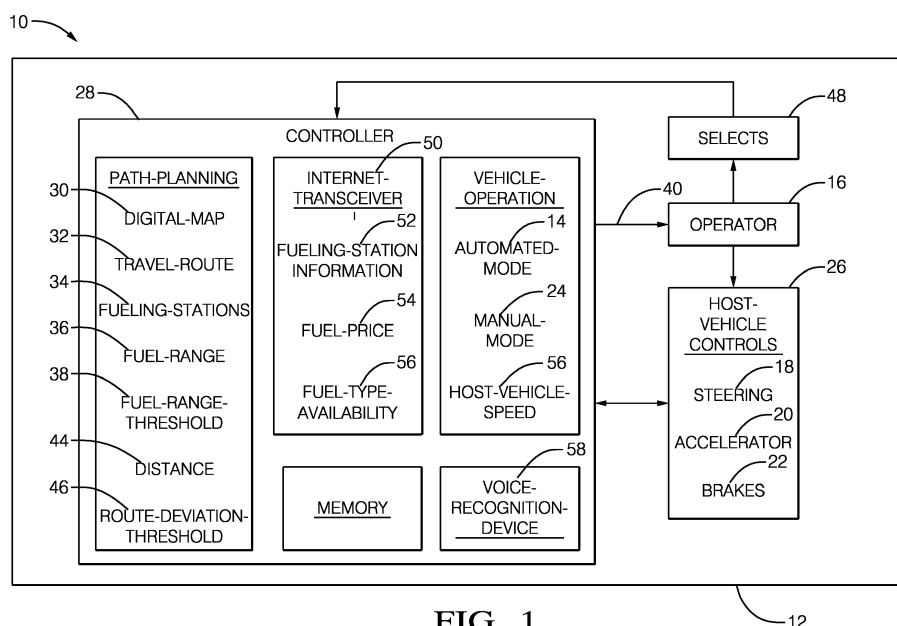 10
28
CONTROLLER
PATH-PLANNING
30
DIGITAL-MAP
32
TRAVEL-ROUTE
34
FUELING-STATIONS
36
FUEL-RANGE
38
FUEL-RANGE-
THRESHOLD
44
DISTANCE
46
ROUTE-DEVIATION-
THRESHOLD
50
INTERNET-
TRANSCEIVER
52
FUELING-STATION
INFORMATION
54
FUEL-PRICE
56
FUEL-TYPE-
AVAILABILITY
MEMORY
VEHICLE-
OPERATION
14
AUTOMATED-
MODE
24
MANUAL-
MODE
56
HOST-VEHICLE-
SPEED
58
VOICE-
RECOGNITION-
DEVICE
40
48
SELECTS
16
OPERATOR
26
HOST-
VEHICLE
CONTROLS
18
STEERING
20
ACCELERATOR
22
BRAKES
12
FIG. 1